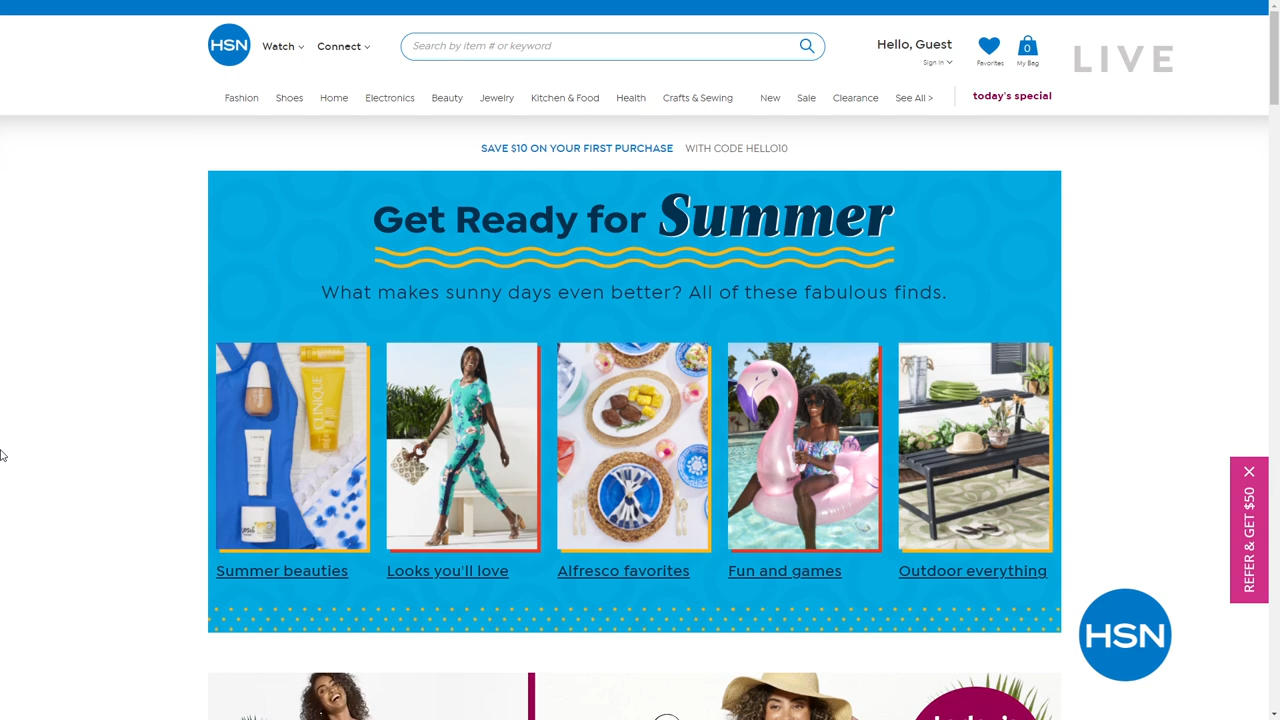 HSN
Watch
Connect
Search by item # or keyword
Hello, Guest
Sign In
Favorites
0
My Bag
LIVE
Fashion
Shoes
Home
Electronics
Beauty
Jewelry
Kitchen & Food
Health
Crafts & Sewing
New
Sale
Clearance
See All >
today's special
SAVE $10 ON YOUR FIRST PURCHASE WITH CODE HELLO10
Get Ready for Summer
What makes sunny days even better? All of these fabulous finds.
CLINIQUE
Summer beauties
Looks you'll love
Alfresco favorites
Fun and games
Outdoor everything
REFER & GET $50
HSN
today's